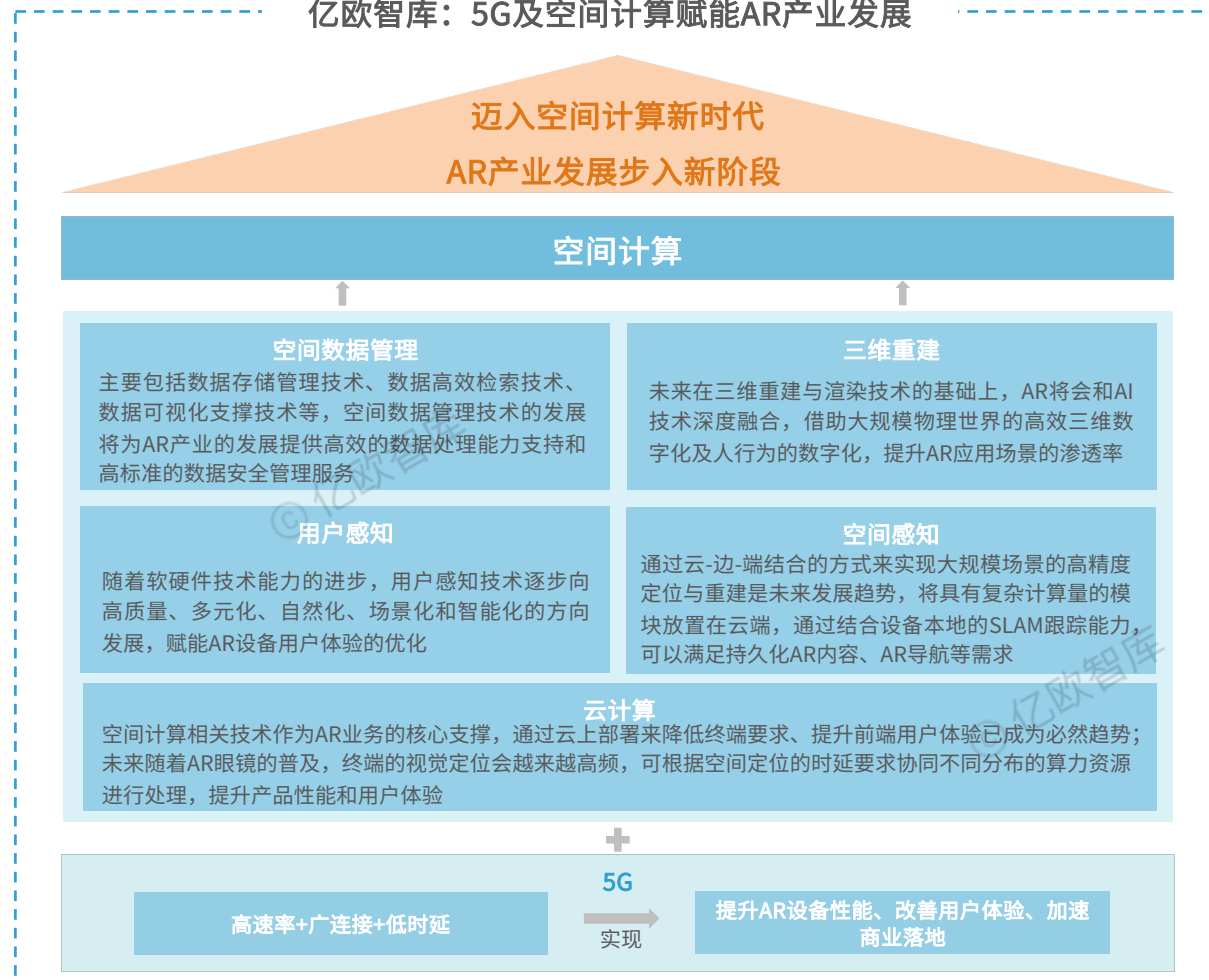 亿欧智库：5G及空间计算赋能AR产业发展
迈入空间计算新时代
AR产业发展步入新阶段
空间计算
空间数据管理
主要包括数据存储管理技术、数据高效检索技术、
数据可视化支撑技术等，空间数据管理技术的发展
将为AR产业的发展提供高效的数据处理能力支持和
高标准的数据安全管理服务
三维重建
未来在三维重建与渲染技术的基础上，AR将会和AI
技术深度融合，借助大规模物理世界的高效三维数
字化及人行为的数字化，提升AR应用场景的渗透率
© 亿欧智库
用户感知
随着软硬件技术能力的进步，用户感知技术逐步向
高质量、多元化、自然化、场景化和智能化的方向
发展，赋能AR设备用户体验的优化
空间感知
通过云-边-端结合的方式来实现大规模场景的高精度
定位与重建是未来发展趋势，将具有复杂计算量的模
块放置在云端，通过结合设备本地的SLAM跟踪能力，
可以满足持久化AR内容、AR导航等需求
© 亿欧智库
云计算
空间计算相关技术作为AR业务的核心支撑，通过云上部署来降低终端要求、提升前端用户体验已成为必然趋势；
未来随着AR眼镜的普及，终端的视觉定位会越来越高频，可根据空间定位的时延要求协同不同分布的算力资源
进行处理，提升产品性能和用户体验
5G
高速率+广连接+低时延
实现
提升AR设备性能、改善用户体验、加速
商业落地